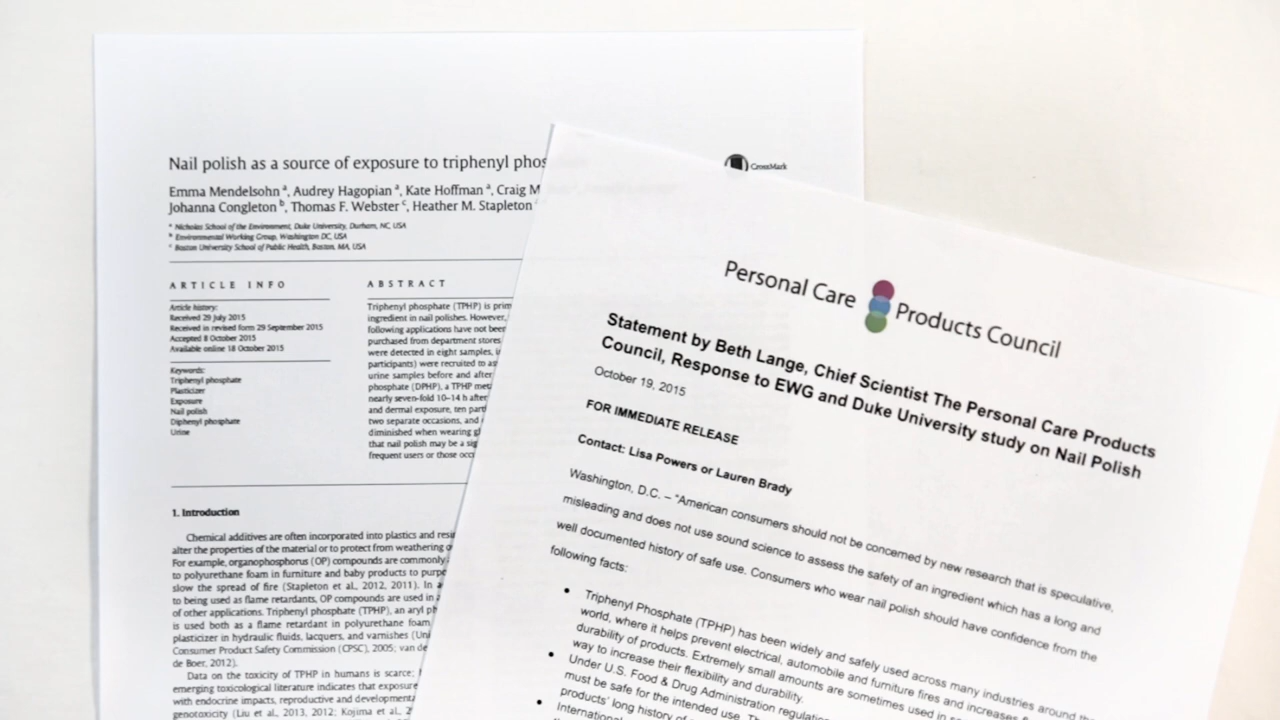 Nail polish as a source of exposure to triphenyl phos
CrossMark
Emma Mendelsohn a, Audrey Hagopian a, Kate Hoffman a, Craig M
Johanna Congleton b, Thomas F. Webster c, Heather M. Stapleton
a Nicholas School of the Environment, Duke University, Durham, NC, USA
b Environmental Working Group, Washington DC, USA
c Boston University School of Public Health, Boston, MA, USA
ARTICLE INFO
Article history:
Received 29 July 2015
Received in revised form 29 September 2015
Accepted 8 October 2015
Available online 18 October 2015
Keywords:
Triphenyl phosphate
Plasticizer
Exposure
Nail polish
Diphenyl phosphate
Urine
ABSTRACT
Triphenyl phosphate (TPHP) is prim
ingredient in nail polishes. However,
following applications have not been
purchased from department stores
were detected in eight samples, i
participants) were recruited to as
urine samples before and after
phosphate (DPHP), a TPHP met
nearly seven-fold 10–14 h after
and dermal exposure, ten part
two separate occasions, and
diminished when wearing gl
that nail polish may be a sig
frequent users or those occ
1. Introduction
Chemical additives are often incorporated into plastics and resi
alter the properties of the material or to protect from weathering o
For example, organophosphorus (OP) compounds are commonly
to polyurethane foam in furniture and baby products to purpo
slow the spread of fire (Stapleton et al., 2012, 2011). In a
to being used as flame retardants, OP compounds are used in a
of other applications. Triphenyl phosphate (TPHP), an aryl ph
is used both as a flame retardant in polyurethane foam
plasticizer in hydraulic fluids, lacquers, and varnishes (Uni
Consumer Product Safety Commission (CPSC), 2005; van de
de Boer, 2012).
Data on the toxicity of TPHP in humans is scarce;
emerging toxicological literature indicates that exposure
with endocrine impacts, reproductive and developmenta
genotoxicity (Liu et al., 2013, 2012; Kojima et al., 2
Personal Care Products Council
Statement by Beth Lange, Chief Scientist The Personal Care Products
Council, Response to EWG and Duke University study on Nail Polish
October 19, 2015
FOR IMMEDIATE RELEASE
Contact: Lisa Powers or Lauren Brady
Washington, D.C. – "American consumers should not be concerned by new research that is speculative,
misleading and does not use sound science to assess the safety of an ingredient which has a long and
well documented history of safe use. Consumers who wear nail polish should have confidence from the
following facts:
• Triphenyl Phosphate (TPHP) has been widely and safely used across many industries around the
world, where it helps prevent electrical, automobile and furniture fires and increases
durability of products. Extremely small amounts are sometimes used in
way to increase their flexibility and durability.
• Under U.S. Food & Drug Administration regulatio
must be safe for the intended use. Th
products' long history of
• International